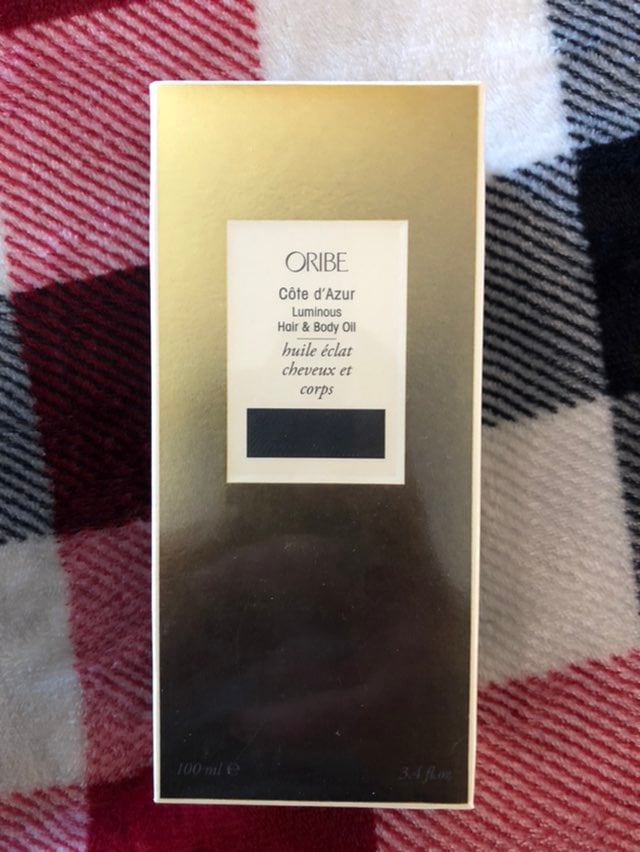 ORIBE
Côte d'Azur
Luminous
Hair & Body Oil
huile éclat
cheveux et
corps
100 ml ℮ 3.4 fl.oz